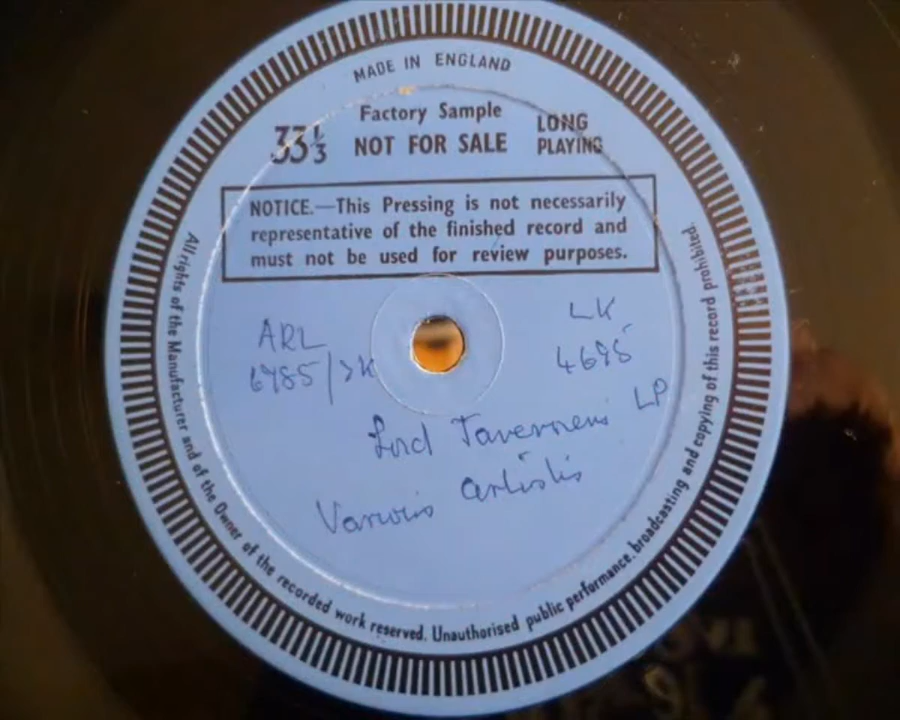 MADE IN ENGLAND
Factory Sample
33⅓ NOT FOR SALE LONG PLAYING
NOTICE.—This Pressing is not necessarily
representative of the finished record and
must not be used for review purposes.
ARL LK
4695
Lord Taverners LP
Various Artists
All rights of the Manufacturer and of the Owner of the recorded work reserved. Unauthorised public performance, broadcasting and copying of this record prohibited.